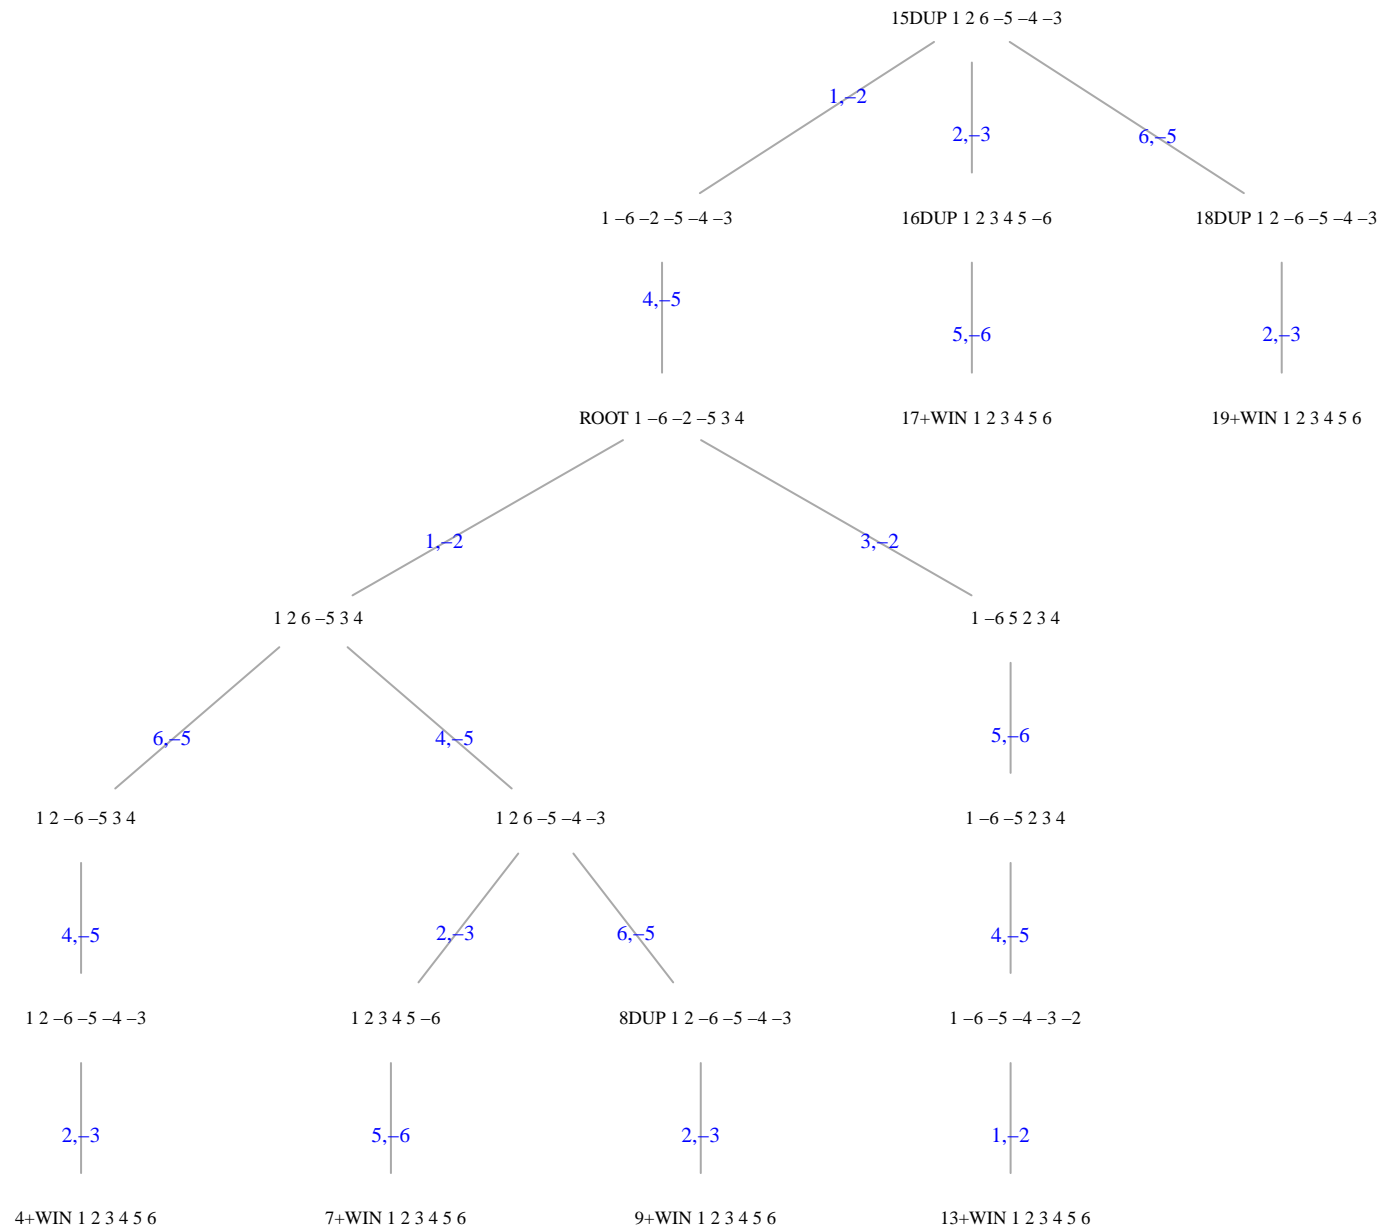 15DUP 1 2 6 –5 –4 –3
1,–2
2,–3
6,–5
1 –6 –2 –5 –4 –3
16DUP 1 2 3 4 5 –6
18DUP 1 2 –6 –5 –4 –3
4,–5
5,–6
2,–3
ROOT 1 –6 –2 –5 3 4
17+WIN 1 2 3 4 5 6
19+WIN 1 2 3 4 5 6
1,–2
3,–2
1 2 6 –5 3 4
1 –6 5 2 3 4
6,–5
4,–5
5,–6
1 2 –6 –5 3 4
1 2 6 –5 –4 –3
1 –6 –5 2 3 4
4,–5
2,–3
6,–5
4,–5
1 2 –6 –5 –4 –3
1 2 3 4 5 –6
8DUP 1 2 –6 –5 –4 –3
1 –6 –5 –4 –3 –2
2,–3
5,–6
2,–3
1,–2
4+WIN 1 2 3 4 5 6
7+WIN 1 2 3 4 5 6
9+WIN 1 2 3 4 5 6
13+WIN 1 2 3 4 5 6